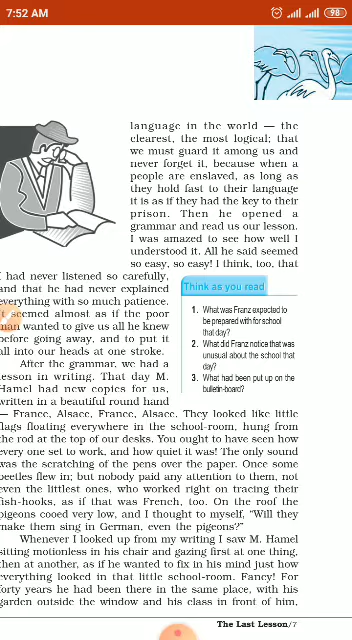 7:52 AM
98
language in the world — the
clearest, the most logical; that
we must guard it among us and
never forget it, because when a
people are enslaved, as long as
they hold fast to their language
it is as if they had the key to their
prison. Then he opened a
grammar and read us our lesson.
I was amazed to see how well I
understood it. All he said seemed
so easy, so easy! I think, too, that
I had never listened so carefully,
and that he had never explained
everything with so much patience.
It seemed almost as if the poor
man wanted to give us all he knew
before going away, and to put it
all into our heads at one stroke.
After the grammar, we had a
lesson in writing. That day M.
Hamel had new copies for us,
written in a beautiful round hand
Think as you read
1. What was Franz expected to
be prepared with for school
that day?
2. What did Franz notice that was
unusual about the school that
day?
3. What had been put up on the
bulletin-board?
— France, Alsace, France, Alsace. They looked like little
flags floating everywhere in the school-room, hung from
the rod at the top of our desks. You ought to have seen how
every one set to work, and how quiet it was! The only sound
was the scratching of the pens over the paper. Once some
beetles flew in; but nobody paid any attention to them, not
even the littlest ones, who worked right on tracing their
fish-hooks, as if that was French, too. On the roof the
pigeons cooed very low, and I thought to myself, “Will they
make them sing in German, even the pigeons?”
Whenever I looked up from my writing I saw M. Hamel
sitting motionless in his chair and gazing first at one thing,
then at another, as if he wanted to fix in his mind just how
everything looked in that little school-room. Fancy! For
forty years he had been there in the same place, with his
garden outside the window and his class in front of him,
The Last Lesson/7